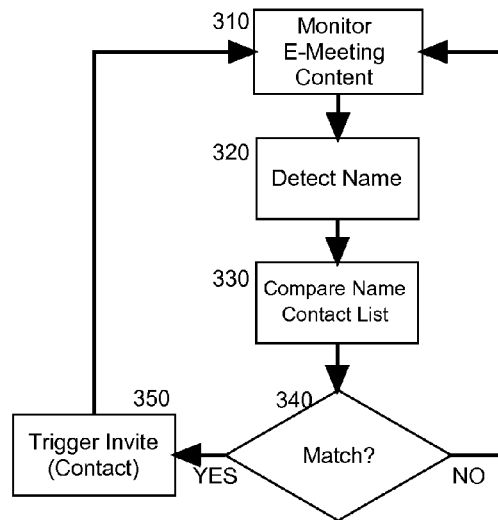 310
Monitor
E-Meeting
Content
320
Detect Name
330
Compare Name
Contact List
340
Match?
350
Trigger Invite
(Contact)
YES
NO